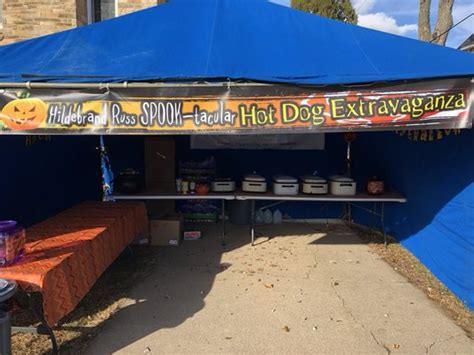 Hildebrand Russ SPOOK-tacular Hot Dog Extravaganza